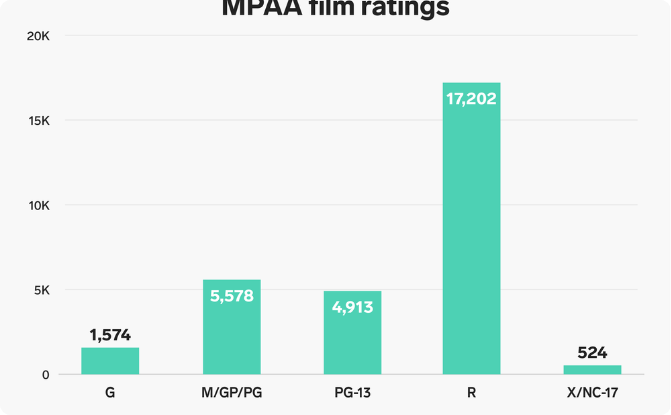 MPAA film ratings
20K
17,202
15K
10K
5K
5,578
4,913
1,574
524
0
G
M/GP/PG
PG-13
R
X/NC-17